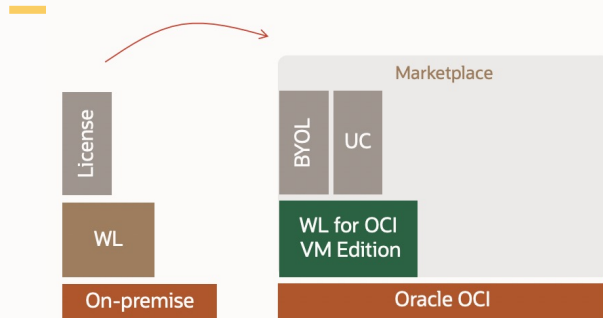 License
WL
On-premise
Marketplace
BYOL
UC
WL for OCI
VM Edition
Oracle OCI